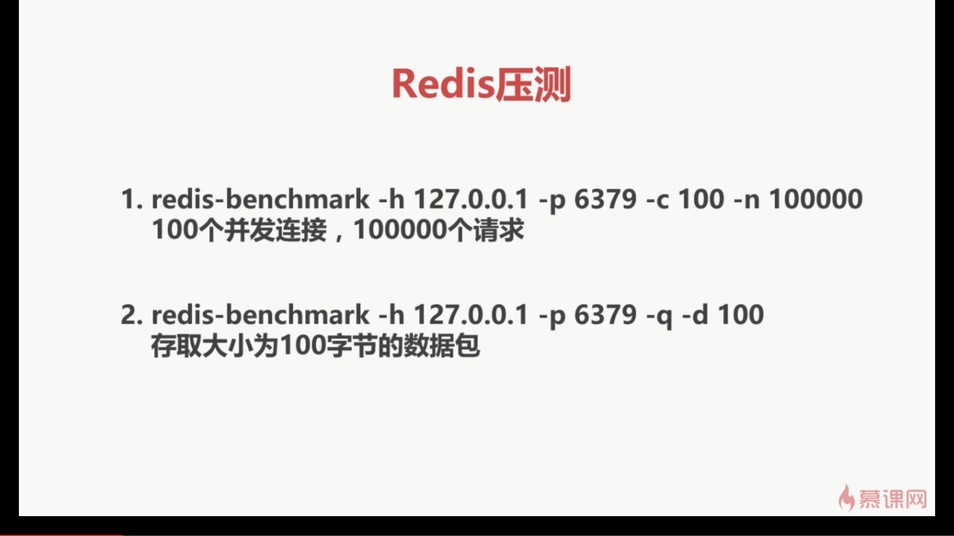 Redis压测
1. redis-benchmark -h 127.0.0.1 -p 6379 -c 100 -n 100000
100个并发连接，100000个请求
2. redis-benchmark -h 127.0.0.1 -p 6379 -q -d 100
存取大小为100字节的数据包
慕课网